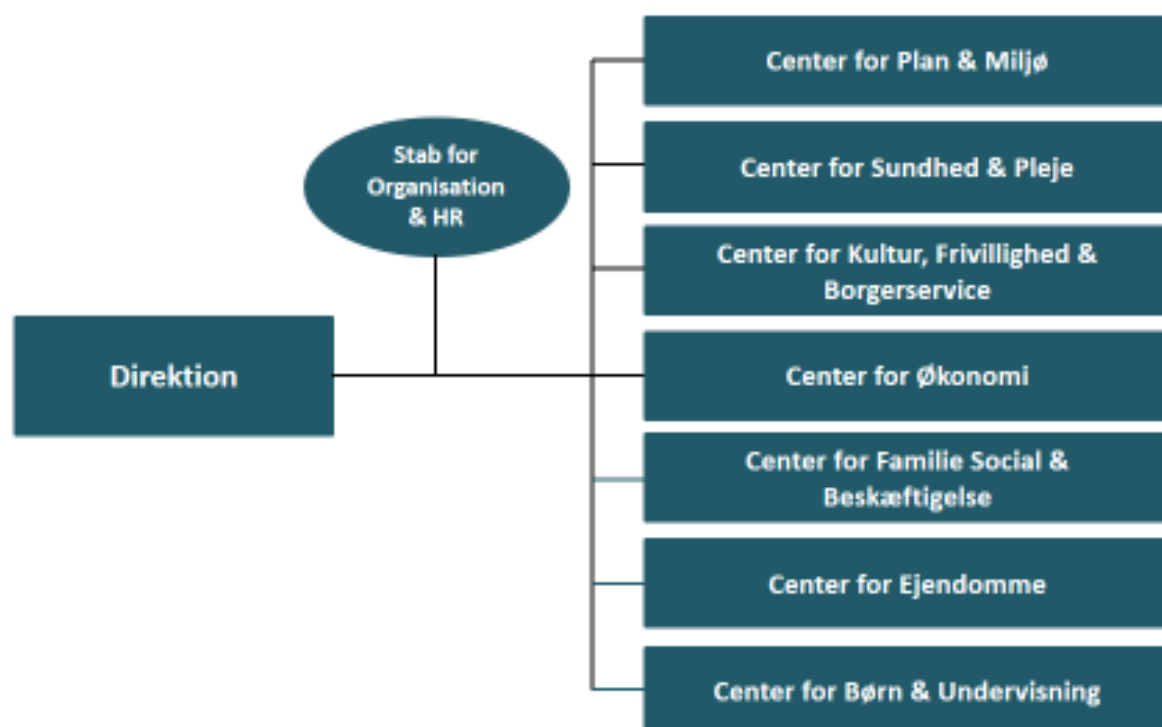 Direktion
Stab for
Organisation
& HR
Center for Plan & Miljø
Center for Sundhed & Pleje
Center for Kultur, Frivillighed &
Borgerservice
Center for Økonomi
Center for Familie Social &
Beskæftigelse
Center for Ejendomme
Center for Børn & Undervisning